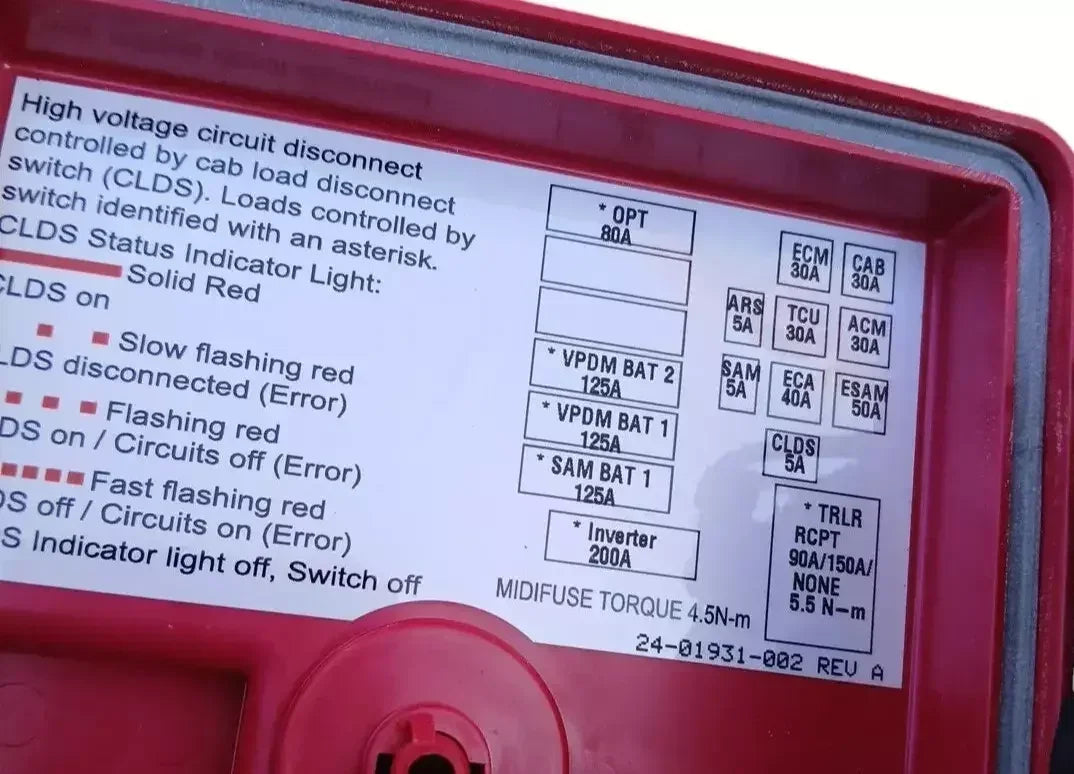 High voltage circuit disconnect
controlled by cab load disconnect
switch (CLDS). Loads controlled by
switch identified with an asterisk.
CLDS Status Indicator Light:
Solid Red
CLDS on
Slow flashing red
LDS disconnected (Error)
Flashing red
DS on / Circuits off (Error)
Fast flashing red
S off / Circuits on (Error)
S Indicator light off, Switch off
* OPT
80A
* VPDM BAT 2
125A
* VPDM BAT 1
125A
* SAM BAT 1
125A
* Inverter
200A
MIDIFUSE TORQUE 4.5N-m
ECM
30A
CAB
30A
ARS
5A
TCU
30A
ACM
30A
SAM
5A
ECA
40A
ESAM
50A
CLDS
5A
* TRLR
RCPT
90A/150A/
NONE
5.5 N-m
24-01931-002 REV A